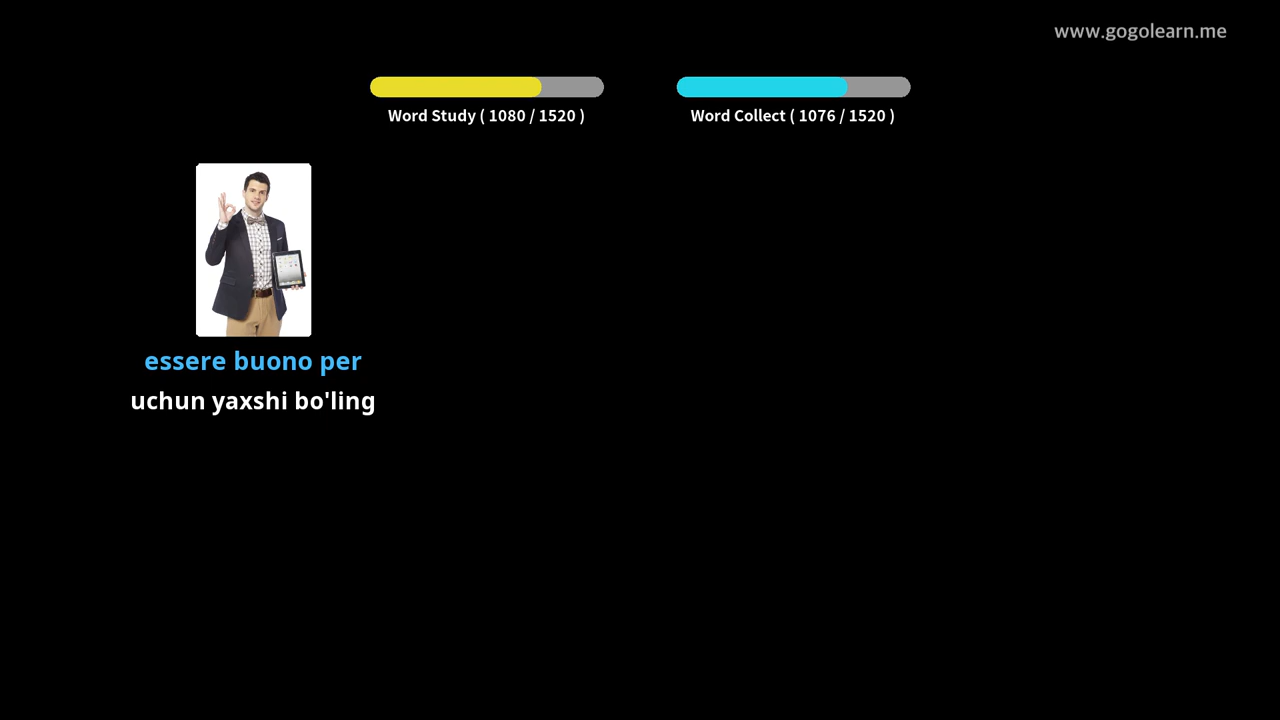 www.gogolearn.me
Word Study ( 1080 / 1520 )
Word Collect ( 1076 / 1520 )
essere buono per
uchun yaxshi bo'ling